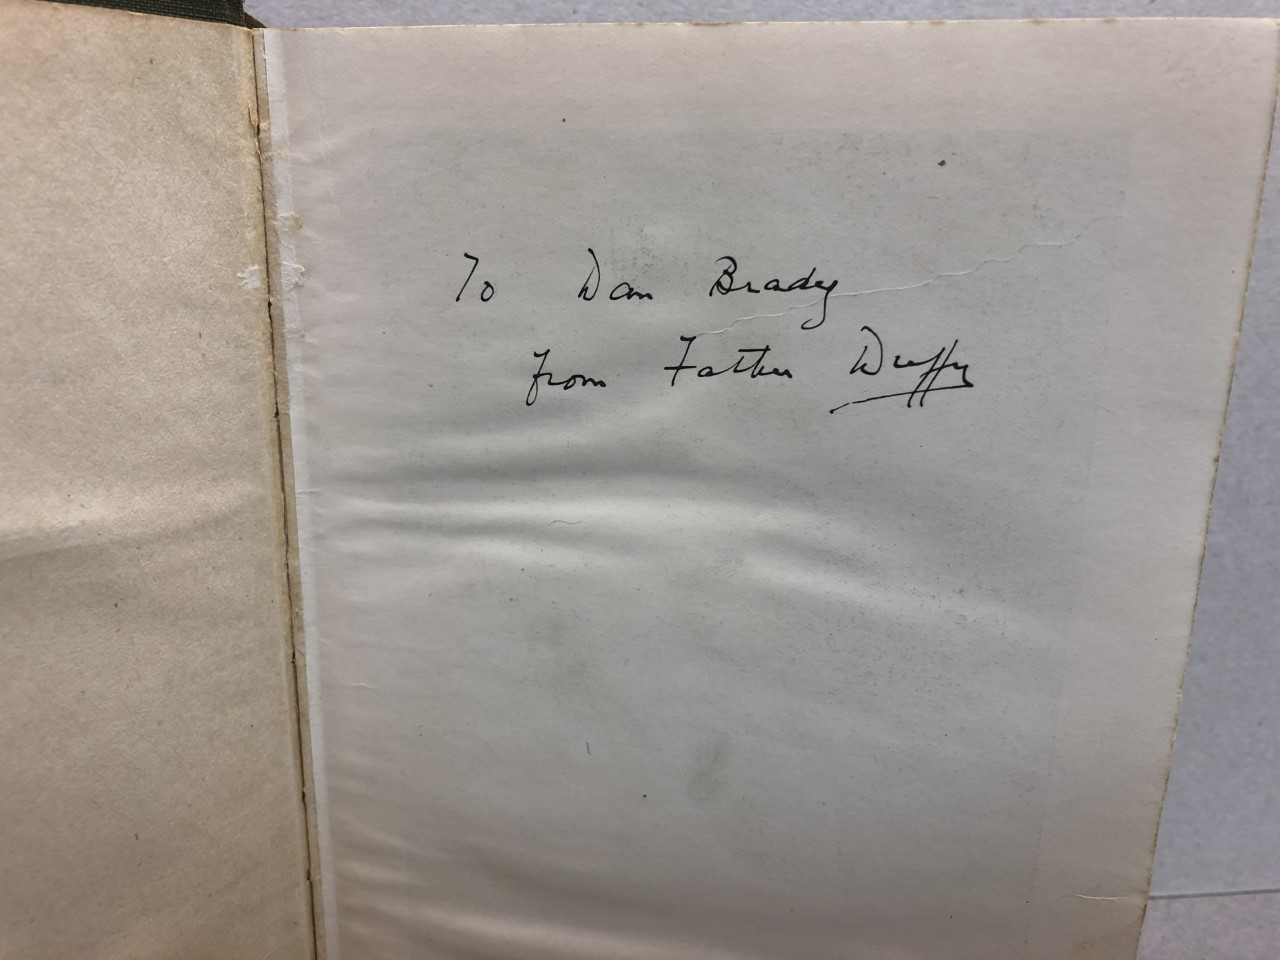 To Dan Brady
from Father Duffy